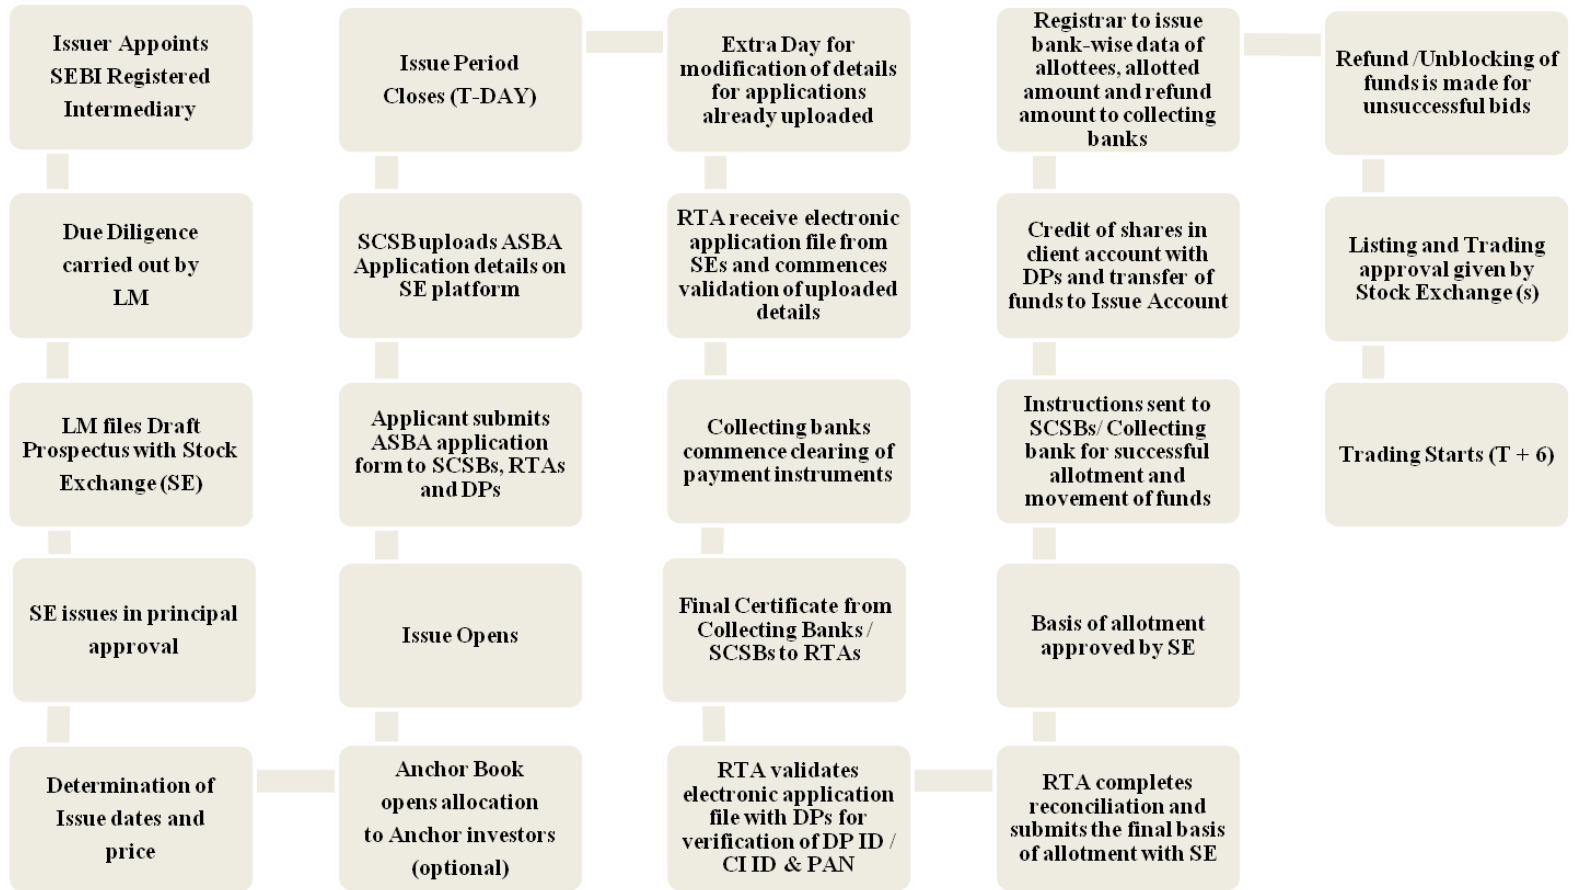 Issuer Appoints
SEBI Registered
Intermediary
Due Diligence
carried out by
LM
LM files Draft
Prospectus with Stock
Exchange (SE)
SE issues in principal
approval
Determination of
Issue dates and
price
Anchor Book
opens allocation
to Anchor investors
(optional)
Issue Opens
Applicant submits
ASBA application
form to SCSBs, RTAs
and DPs
SCSB uploads ASBA
Application details on
SE platform
Issue Period
Closes (T-DAY)
Extra Day for
modification of details
for applications
already uploaded
RTA receive electronic
application file from
SEs and commences
validation of uploaded
details
Collecting banks
commence clearing of
payment instruments
Final Certificate from
Collecting Banks /
SCSBs to RTAs
RTA validates
electronic application
file with DPs for
verification of DP ID /
CI ID & PAN
RTA completes
reconciliation and
submits the final basis
of allotment with SE
Basis of allotment
approved by SE
Instructions sent to
SCSBs/ Collecting
bank for successful
allotment and
movement of funds
Credit of shares in
client account with
DPs and transfer of
funds to Issue Account
Registrar to issue
bank-wise data of
allottees, allotted
amount and refund
amount to collecting
banks
Refund /Unblocking of
funds is made for
unsuccessful bids
Listing and Trading
approval given by
Stock Exchange (s)
Trading Starts (T + 6)